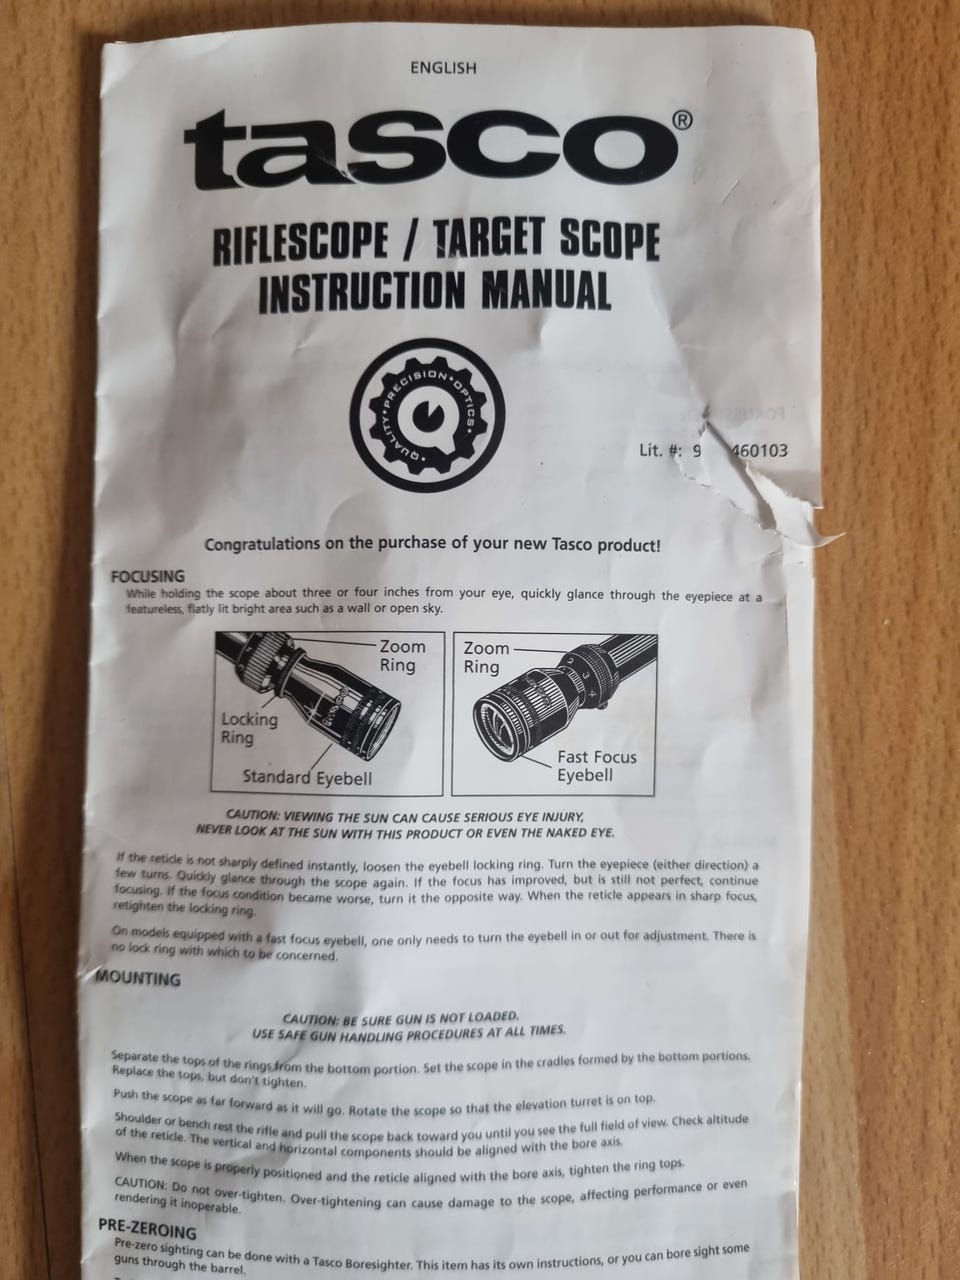 ENGLISH
tasco®
RIFLESCOPE / TARGET SCOPE
INSTRUCTION MANUAL
QUALITY • PRECISION • OPTICS •
Lit. #: 9 460103
Congratulations on the purchase of your new Tasco product!
FOCUSING
While holding the scope about three or four inches from your eye, quickly glance through the eyepiece at a
featureless, flatly lit bright area such as a wall or open sky.
Zoom
Ring
Locking
Ring
Standard Eyebell
Zoom
Ring
Fast Focus
Eyebell
CAUTION: VIEWING THE SUN CAN CAUSE SERIOUS EYE INJURY,
NEVER LOOK AT THE SUN WITH THIS PRODUCT OR EVEN THE NAKED EYE.
If the reticle is not sharply defined instantly, loosen the eyebell locking ring. Turn the eyepiece (either direction) a
few turns. Quickly glance through the scope again. If the focus has improved, but is still not perfect, continue
focusing. If the focus condition became worse, turn it the opposite way. When the reticle appears in sharp focus,
retighten the locking ring.
On models equipped with a fast focus eyebell, one only needs to turn the eyebell in or out for adjustment. There is
no lock ring with which to be concerned.
MOUNTING
CAUTION: BE SURE GUN IS NOT LOADED.
USE SAFE GUN HANDLING PROCEDURES AT ALL TIMES.
Separate the tops of the rings from the bottom portion. Set the scope in the cradles formed by the bottom portions.
Replace the tops, but don't tighten.
Push the scope as far forward as it will go. Rotate the scope so that the elevation turret is on top.
Shoulder or bench rest the rifle and pull the scope back toward you until you see the full field of view. Check altitude
of the reticle. The vertical and horizontal components should be aligned with the bore axis.
When the scope is properly positioned and the reticle aligned with the bore axis, tighten the ring tops.
CAUTION: Do not over-tighten. Over-tightening can cause damage to the scope, affecting performance or even
rendering it inoperable.
PRE-ZEROING
Pre-zero sighting can be done with a Tasco Boresighter. This item has its own instructions, or you can bore sight some
guns through the barrel.